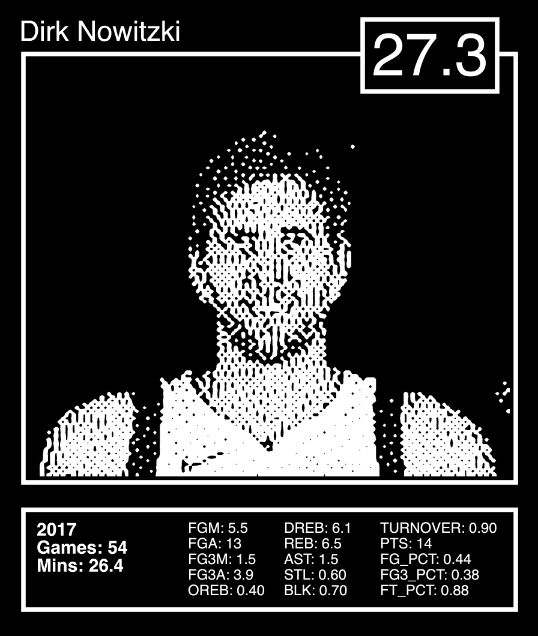 Dirk Nowitzki
27.3
2017
Games: 54
Mins: 26.4
FGM: 5.5
FGA: 13
FG3M: 1.5
FG3A: 3.9
OREB: 0.40
DREB: 6.1
REB: 6.5
AST: 1.5
STL: 0.60
BLK: 0.70
TURNOVER: 0.90
PTS: 14
FG_PCT: 0.44
FG3_PCT: 0.38
FT_PCT: 0.88